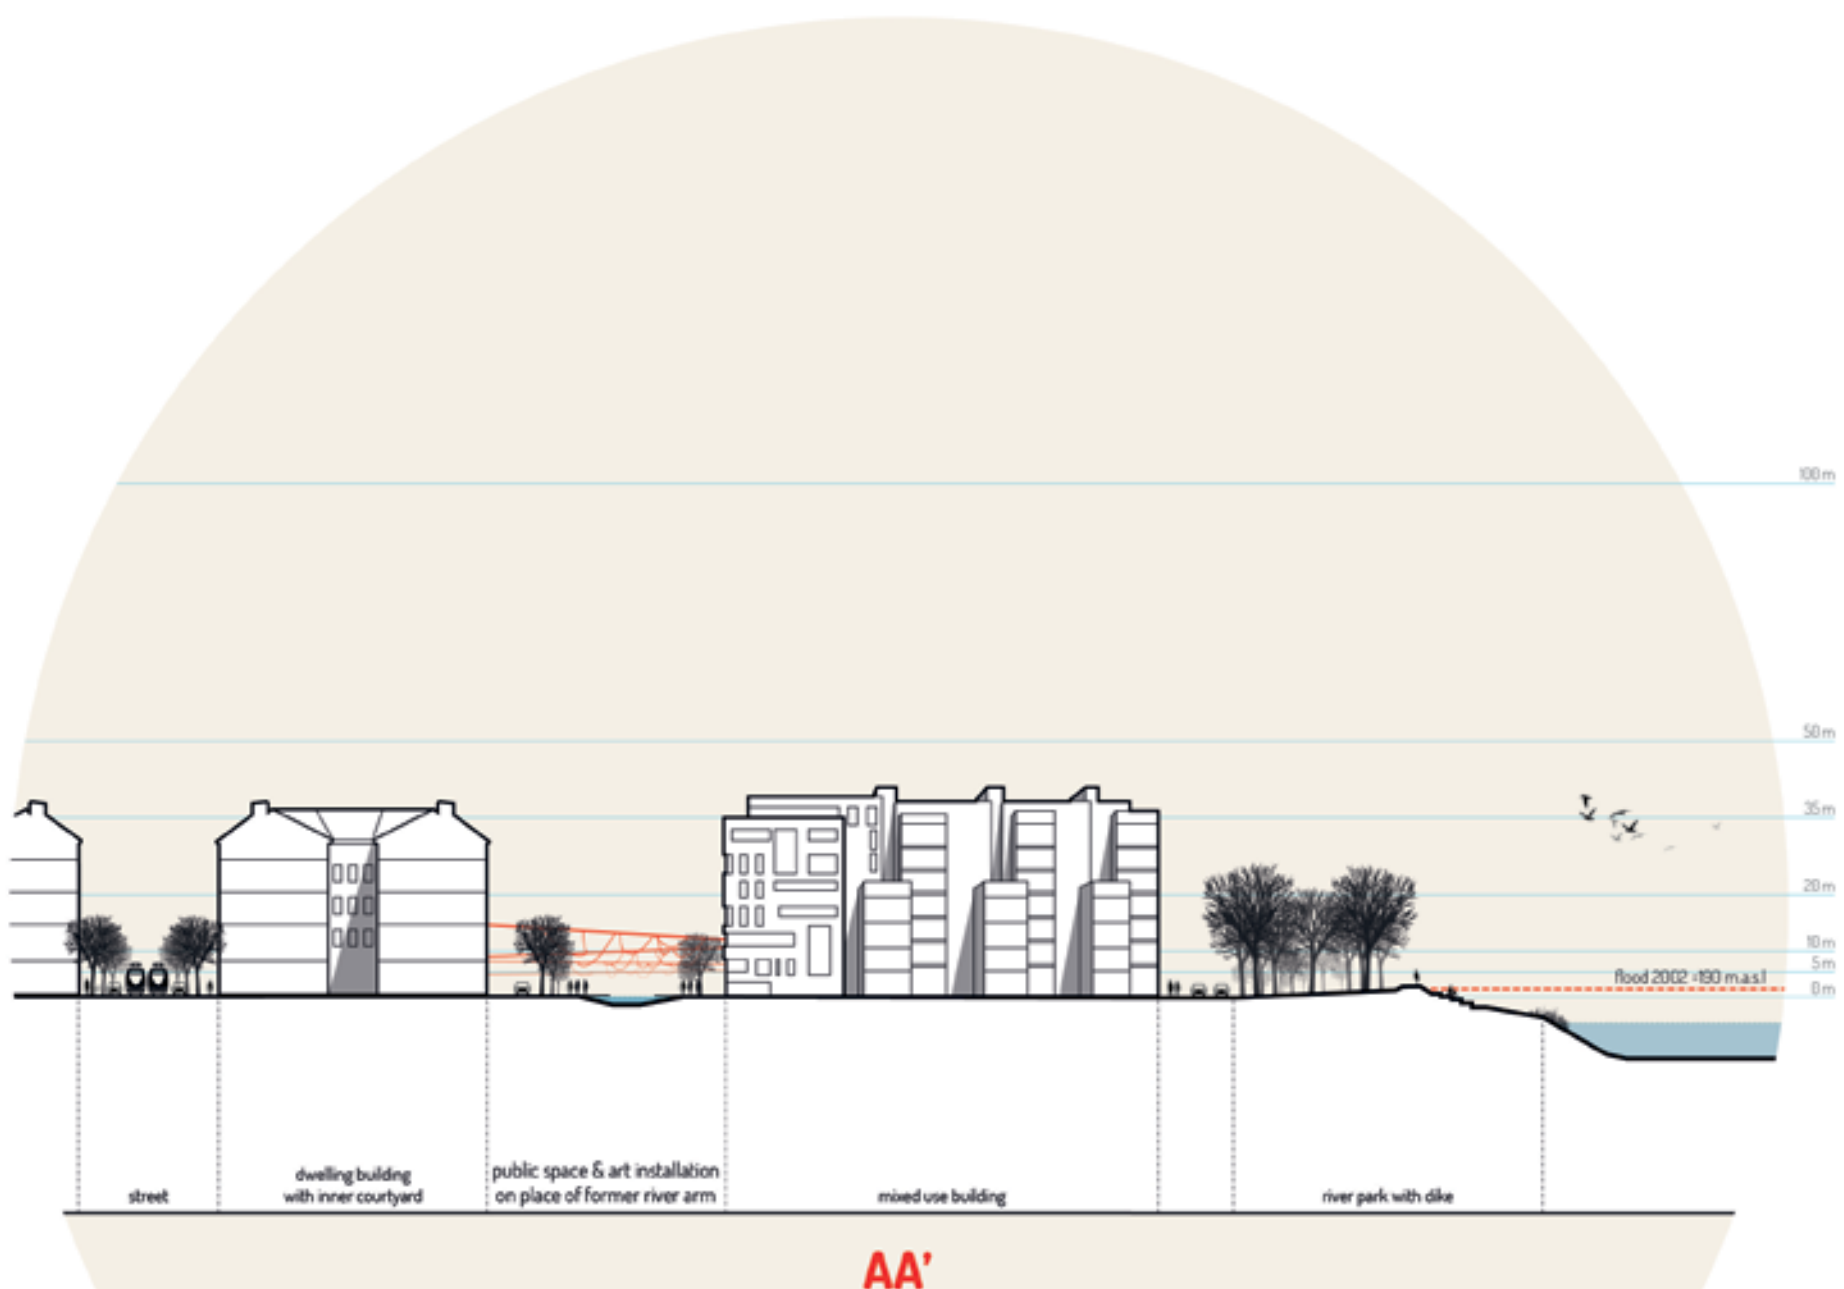 100 m
50 m
35 m
20 m
10 m
5 m
flood 2002 =190 m.a.s.l
0 m
street
dwelling building
with inner courtyard
public space & art installation
on place of former river arm
mixed use building
river park with dike
AA'